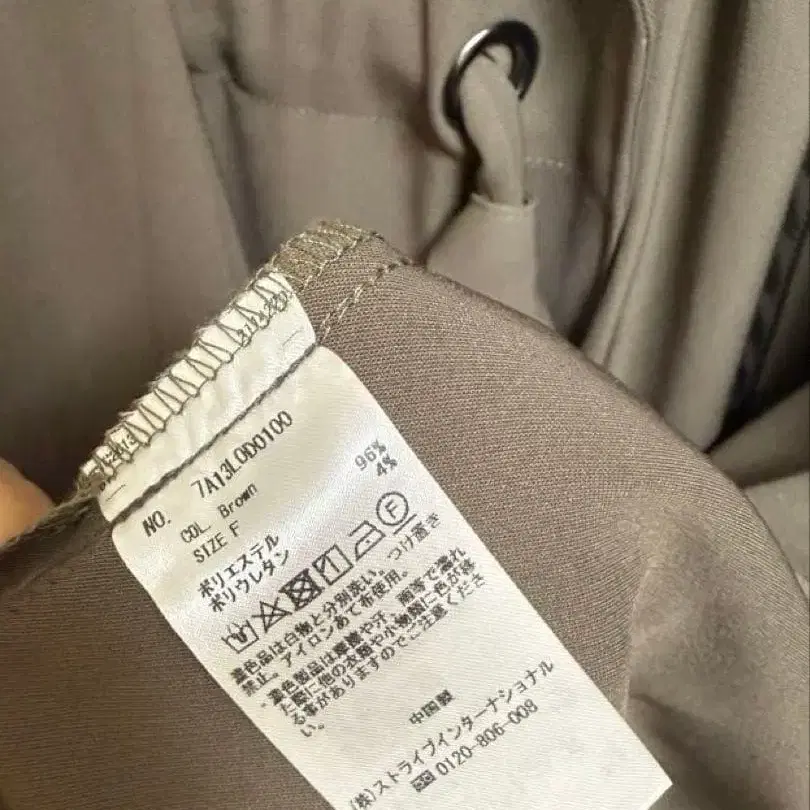 NO. 7A13L0D0100
COL. Brown
SIZE F
ポリエステル 96%
ポリウレタン 4%
F
濃色品は白物と分別洗い。つけ置き
禁止。アイロンあて布使用。
・濃色製品は摩擦や汗、雨等で濡れ
た際に他の衣類や小物類に色が移
る事がありますのでご注意くださ
い。
中国製
(株)ストライプインターナショナル
0120-806-008